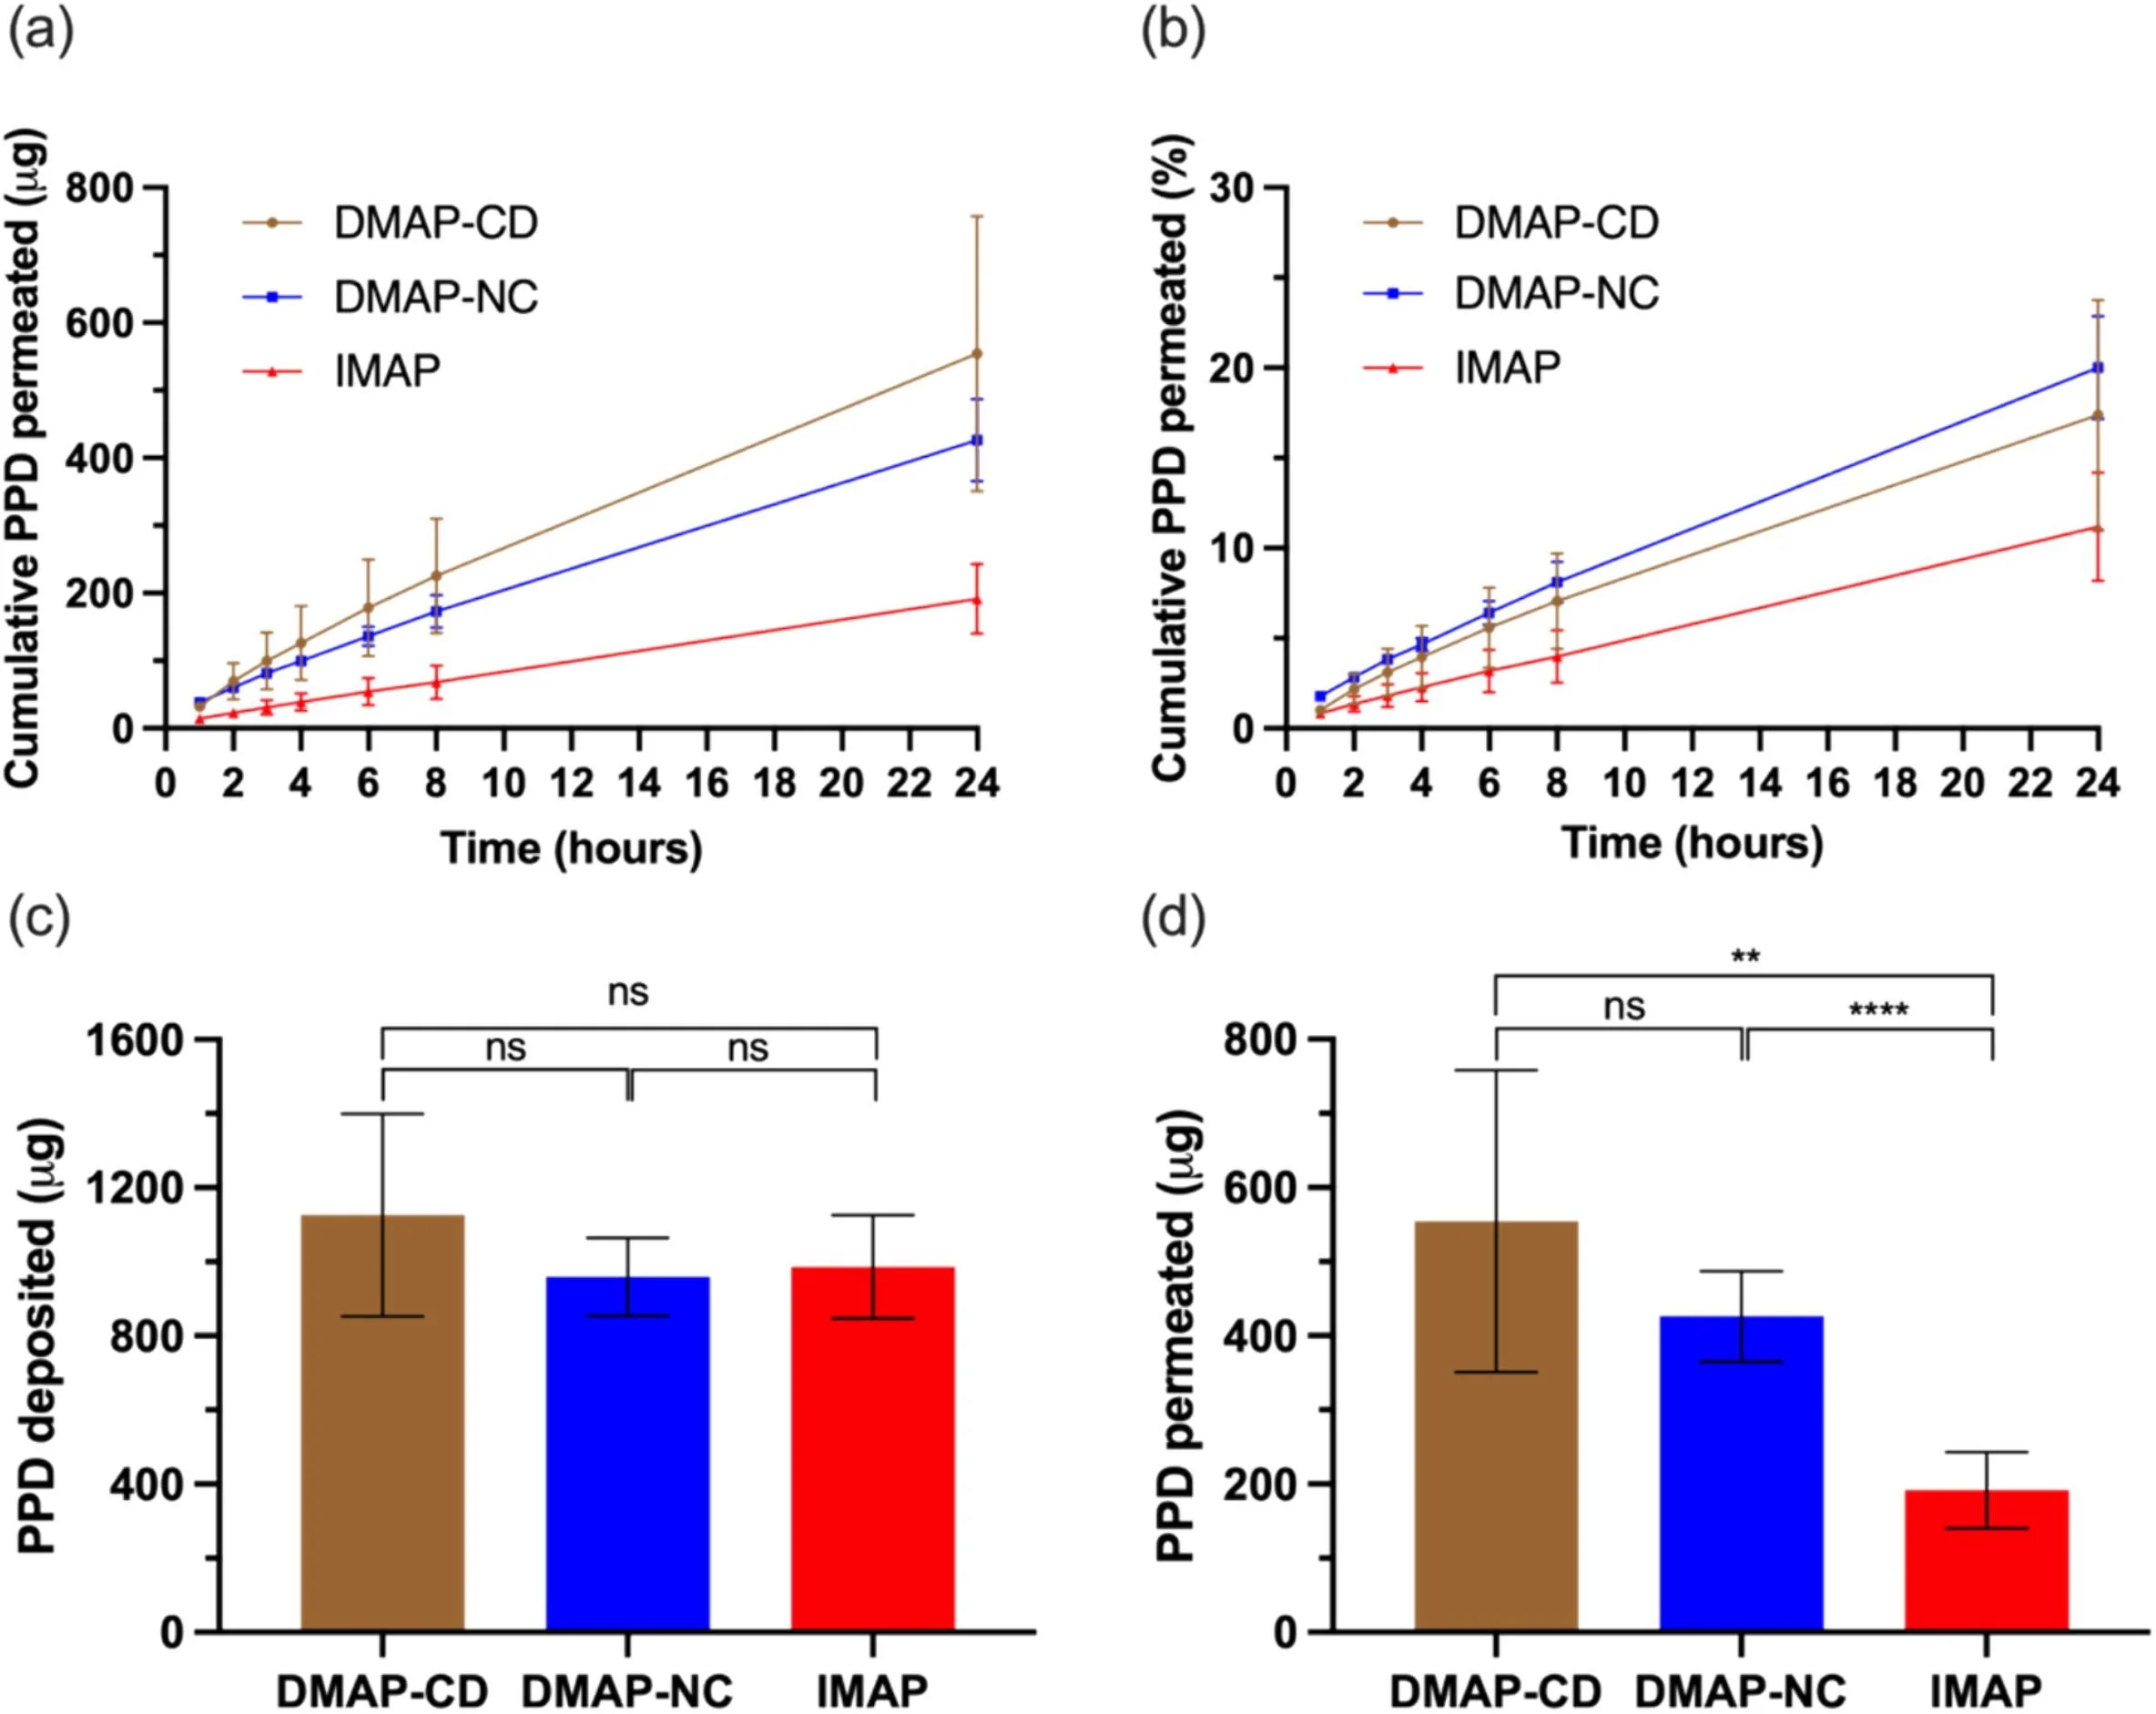 (a)
Cumulative PPD permeated (µg)
800
600
400
200
0
DMAP-CD
DMAP-NC
IMAP
0 2 4 6 8 10 12 14 16 18 20 22 24
Time (hours)
(b)
Cumulative PPD permeated (%)
30
20
10
0
DMAP-CD
DMAP-NC
IMAP
0 2 4 6 8 10 12 14 16 18 20 22 24
Time (hours)
(c)
PPD deposited (µg)
1600
1200
800
400
0
ns
ns ns
DMAP-CD DMAP-NC IMAP
(d)
PPD permeated (µg)
800
600
400
200
0
**
ns ****
DMAP-CD DMAP-NC IMAP